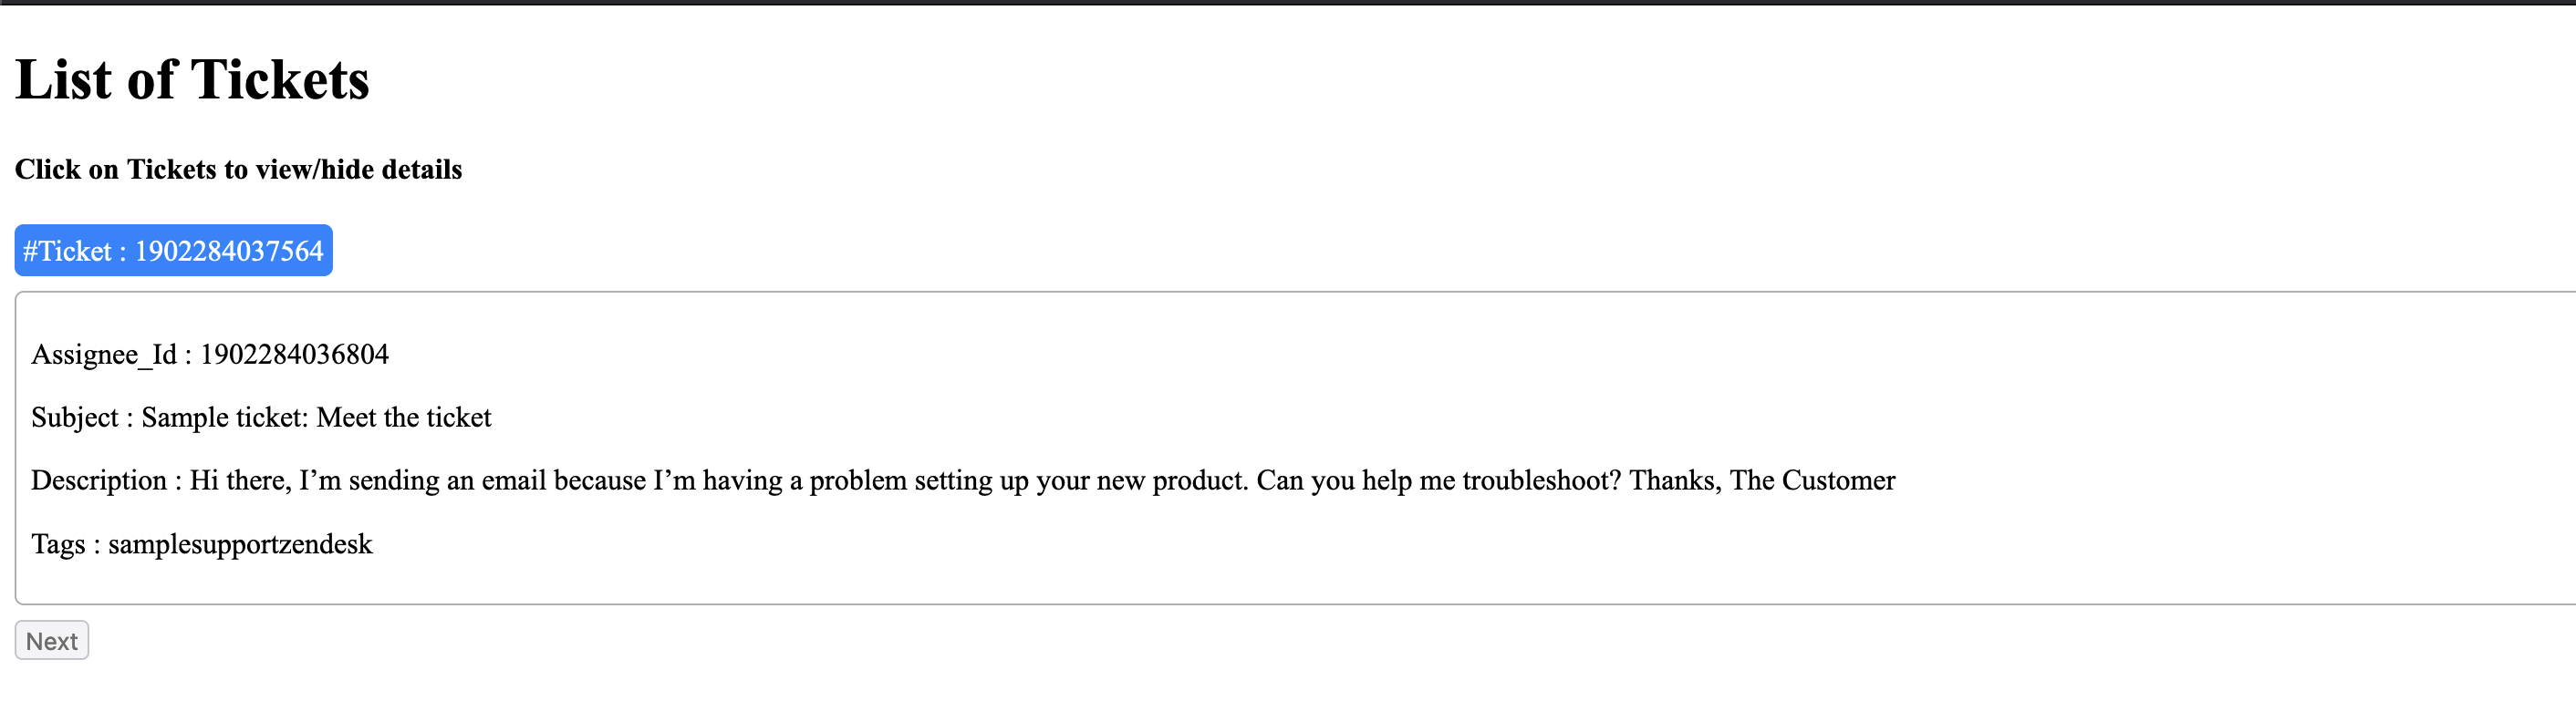 List of Tickets
Click on Tickets to view/hide details
#Ticket : 1902284037564
Assignee_Id : 1902284036804
Subject : Sample ticket: Meet the ticket
Description : Hi there, I’m sending an email because I’m having a problem setting up your new product. Can you help me troubleshoot? Thanks, The Customer
Tags : samplesupportzendesk
Next